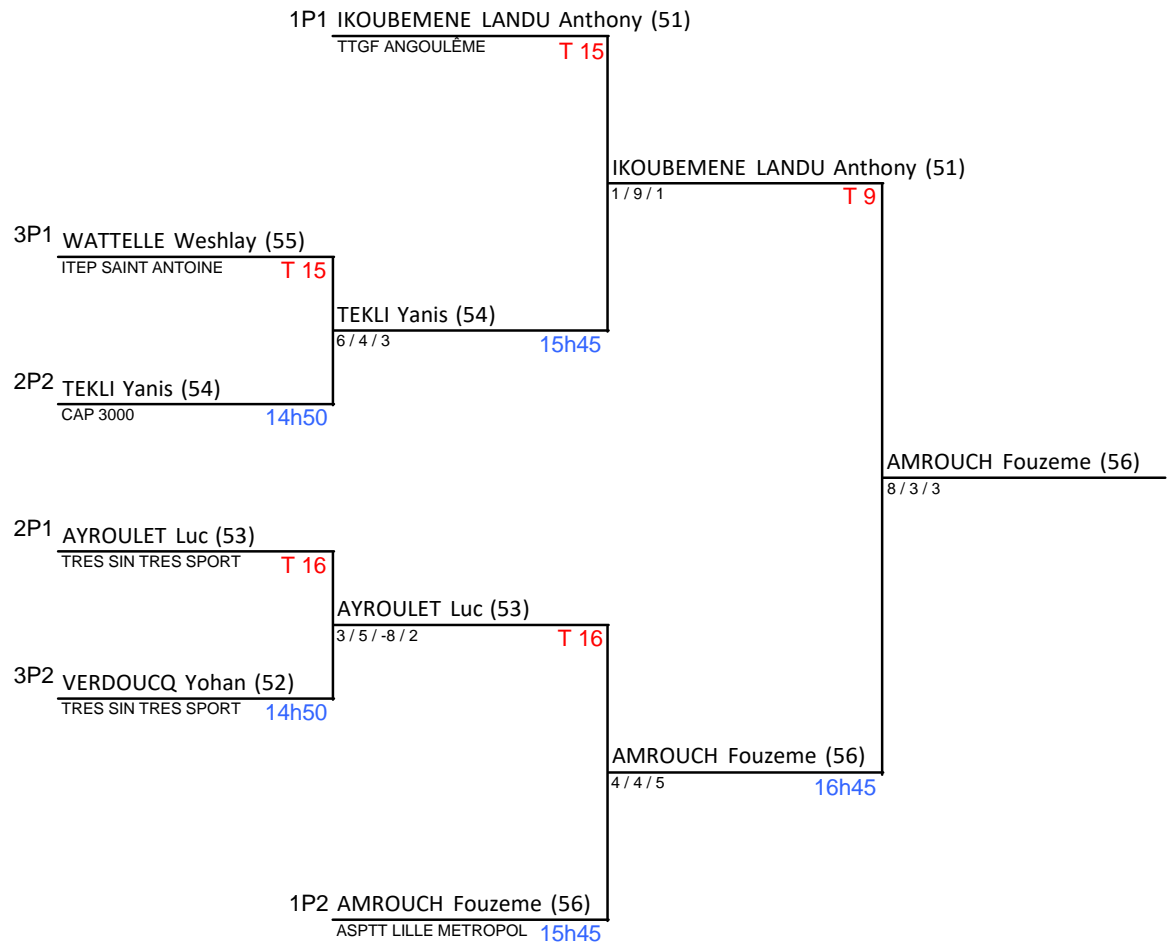 1P1 IKOUBEMENE LANDU Anthony (51)
TTGF ANGOULÊME T 15
IKOUBEMENE LANDU Anthony (51)
1 / 9 / 1 T 9
3P1 WATTELLE Weshlay (55)
ITEP SAINT ANTOINE T 15
TEKLI Yanis (54)
6 / 4 / 3 15h45
2P2 TEKLI Yanis (54)
CAP 3000 14h50
AMROUCH Fouzeme (56)
8 / 3 / 3
2P1 AYROULET Luc (53)
TRES SIN TRES SPORT T 16
AYROULET Luc (53)
3 / 5 / -8 / 2 T 16
3P2 VERDOUCQ Yohan (52)
TRES SIN TRES SPORT 14h50
AMROUCH Fouzeme (56)
4 / 4 / 5 16h45
1P2 AMROUCH Fouzeme (56)
ASPTT LILLE METROPOL 15h45